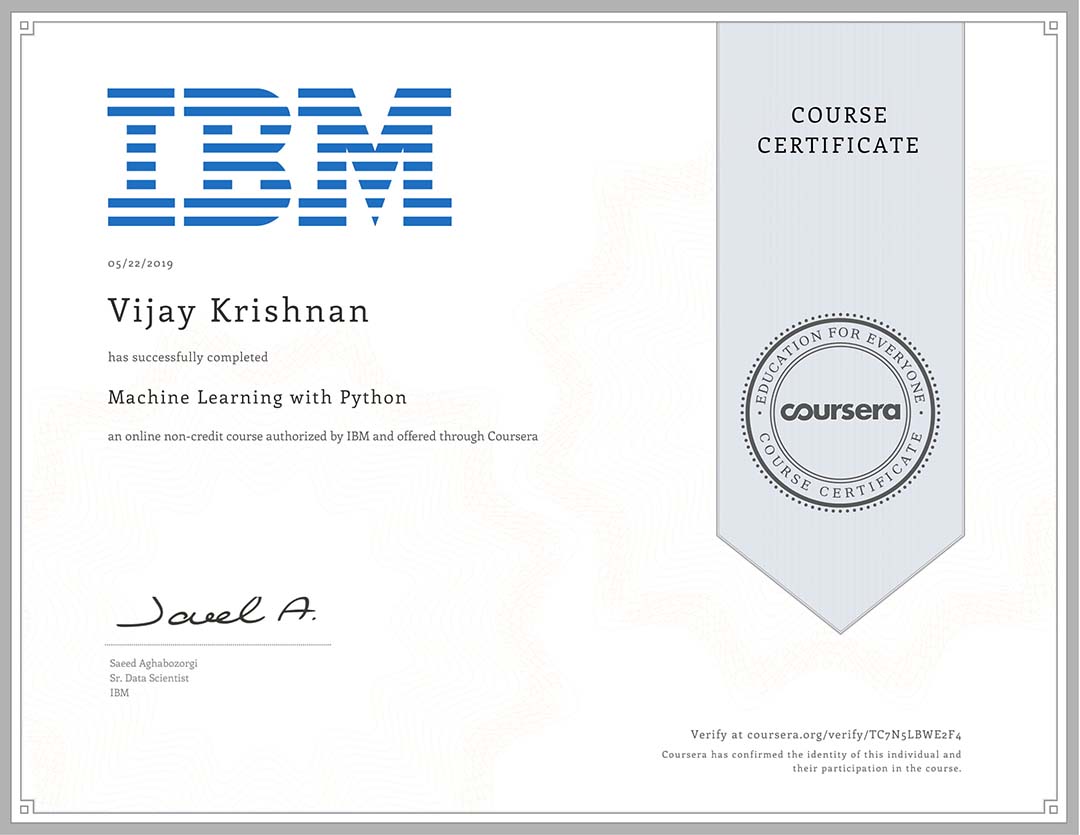 IBM
COURSE
CERTIFICATE
05/22/2019
Vijay Krishnan
has successfully completed
Machine Learning with Python
an online non-credit course authorized by IBM and offered through Coursera
EDUCATION FOR EVERYONE
coursera
COURSE CERTIFICATE
Saeed Aghabozorgi
Sr. Data Scientist
IBM
Verify at coursera.org/verify/TC7N5LBWE2F4
Coursera has confirmed the identity of this individual and
their participation in the course.